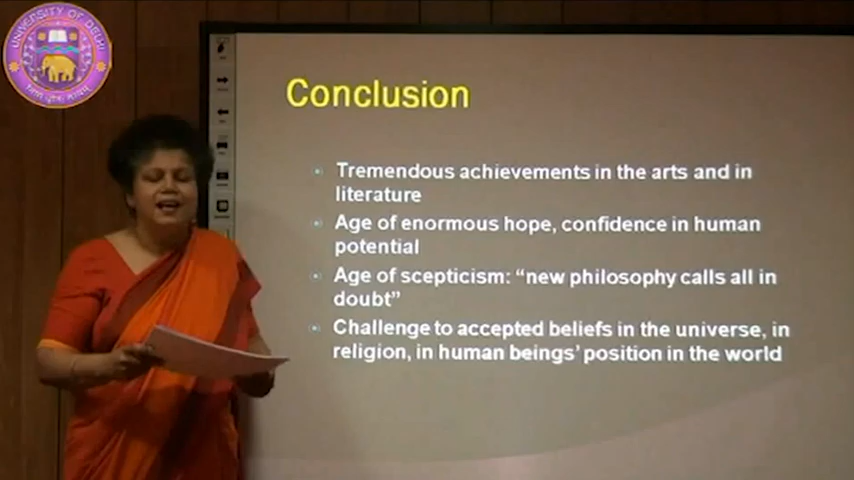 UNIVERSITY OF DELHI
Conclusion
Tremendous achievements in the arts and in
literature
Age of enormous hope, confidence in human
potential
Age of scepticism: “new philosophy calls all in
doubt”
Challenge to accepted beliefs in the universe, in
religion, in human beings’ position in the world